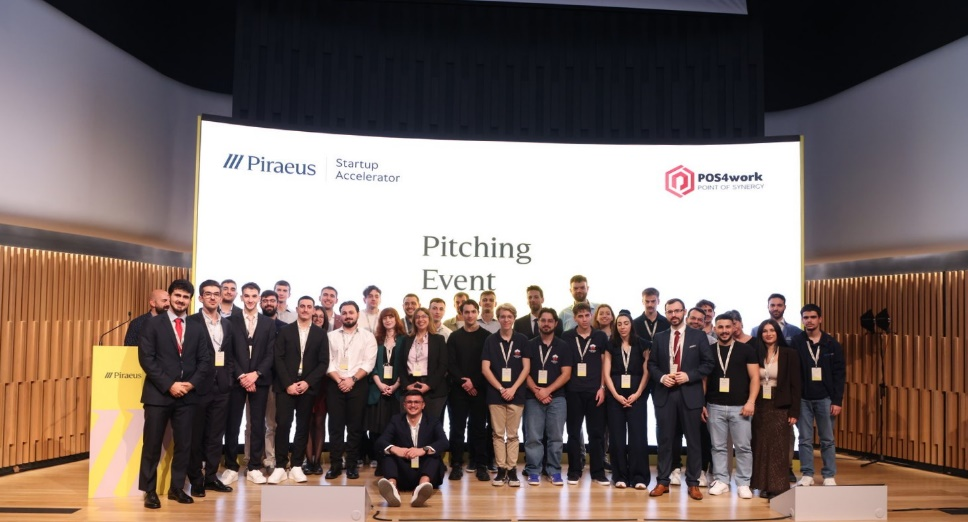 Piraeus
Startup
Accelerator
POS4work
POINT OF SYNERGY
Pitching
Event
Piraeus